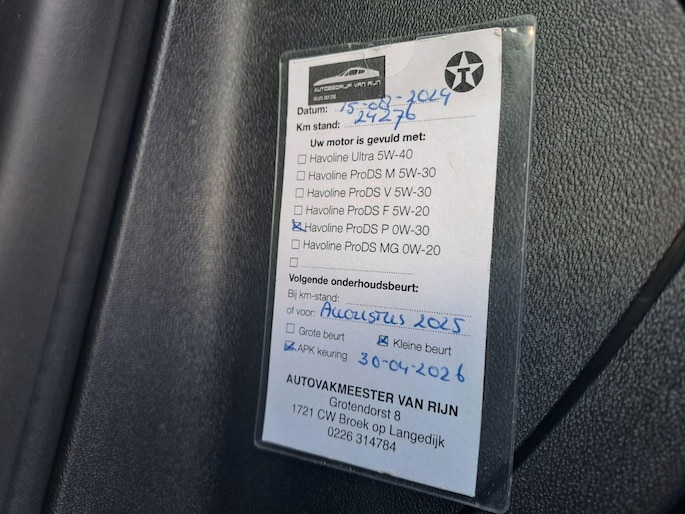 AUTOBEDRIJF VAN RIJN
T
Datum: 15-08-2024
Km stand: 24276
Uw motor is gevuld met:
Havoline Ultra 5W-40
Havoline ProDS M 5W-30
Havoline ProDS V 5W-30
Havoline ProDS F 5W-20
Havoline ProDS P 0W-30
Havoline ProDS MG 0W-20
Volgende onderhoudsbeurt:
Bij km-stand:
of voor: Augustus 2025
Grote beurt Kleine beurt
APK keuring 30-04-2026
AUTOVAKMEESTER VAN RIJN
Grotendorst 8
1721 CW Broek op Langedijk
0226 314784